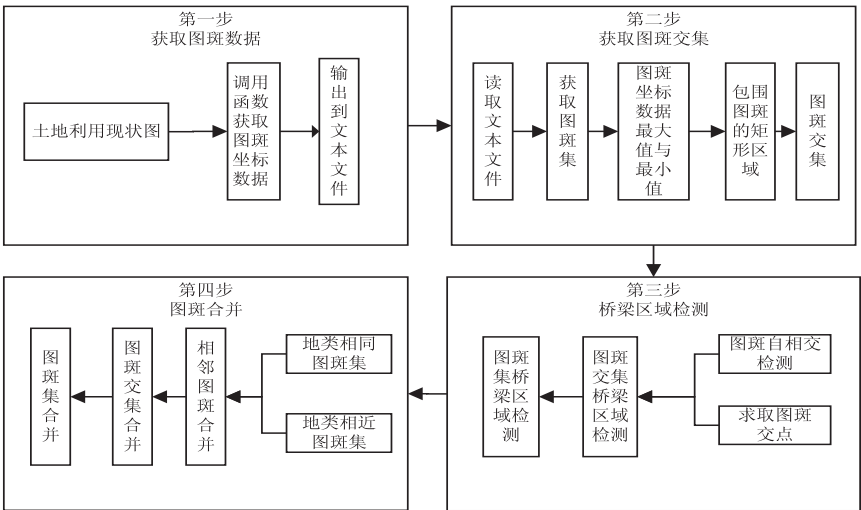 第一步
获取图斑数据
土地利用现状图
调用
函数
获取
图斑
坐标
数据
输
出
到
文
本
文
件
第二步
获取图斑交集
读
取
文
本
文
件
获
取
图
斑
集
图斑
坐标
数据
最大
值与
最小
值
包围
图斑
的矩
形区
域
图
斑
交
集
第三步
桥梁区域检测
图斑自相交
检测
求取图斑
交点
图斑
交集
桥梁
区域
检测
图斑
集桥
梁区
域检
测
第四步
图斑合并
地类相同
图斑集
地类相近
图斑集
相
邻
图
斑
合
并
图
斑
交
集
合
并
图
斑
集
合
并